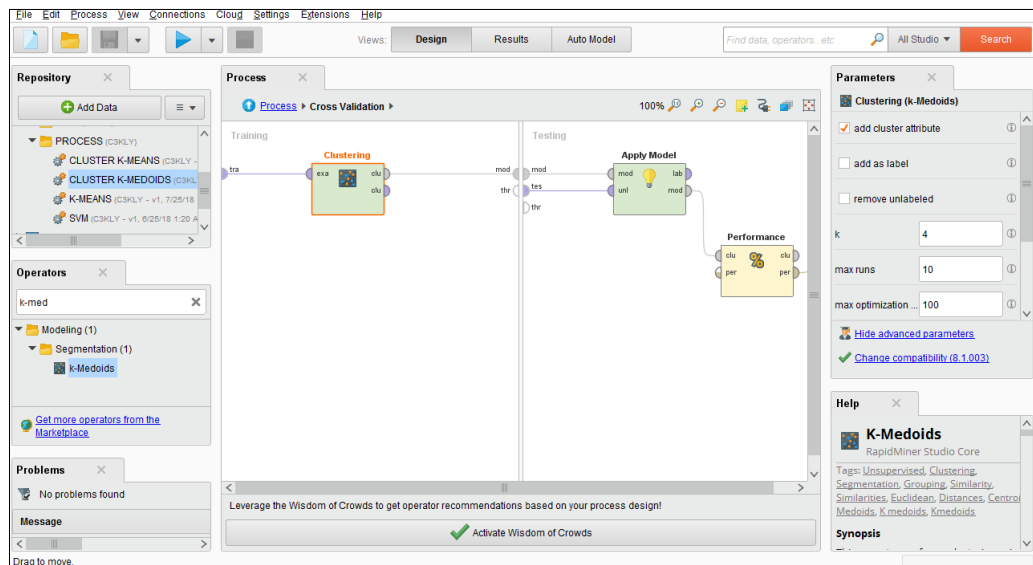 File Edit Process View Connections Cloud Settings Extensions Help
Views: Design Results Auto Model
Find data, operators...etc All Studio Search
Repository
Add Data
PROCESS (C3KLY)
CLUSTER K-MEANS (C3KLY -
CLUSTER K-MEDOIDS (C3KL
K-MEANS - v1, 7/25/18
SVM (C3KLY - v1, 6/25/18 1:20 A
Operators
k-med
Modeling (1)
Segmentation (1)
k-Medoids
Get more operators from the
Marketplace
Problems
No problems found
Message
Drag to move.
Process
Process Cross Validation
100%
Training
Testing
Clustering
tra exa clu mod
clu thr
Apply Model
mod mod lab
tes unl mod
thr
Performance
clu % clu
per per
Leverage the Wisdom of Crowds to get operator recommendations based on your process design!
Activate Wisdom of Crowds
Parameters
Clustering (k-Medoids)
add cluster attribute
add as label
remove unlabeled
k 4
max runs 10
max optimization ... 100
Hide advanced parameters
Change compatibility (8.1.003)
Help
K-Medoids
RapidMiner Studio Core
Tags: Unsupervised, Clustering,
Segmentation, Grouping, Similarity,
Similarities, Euclidean, Distances, Centroi
Medoids, K medoids, Kmedoids
Synopsis